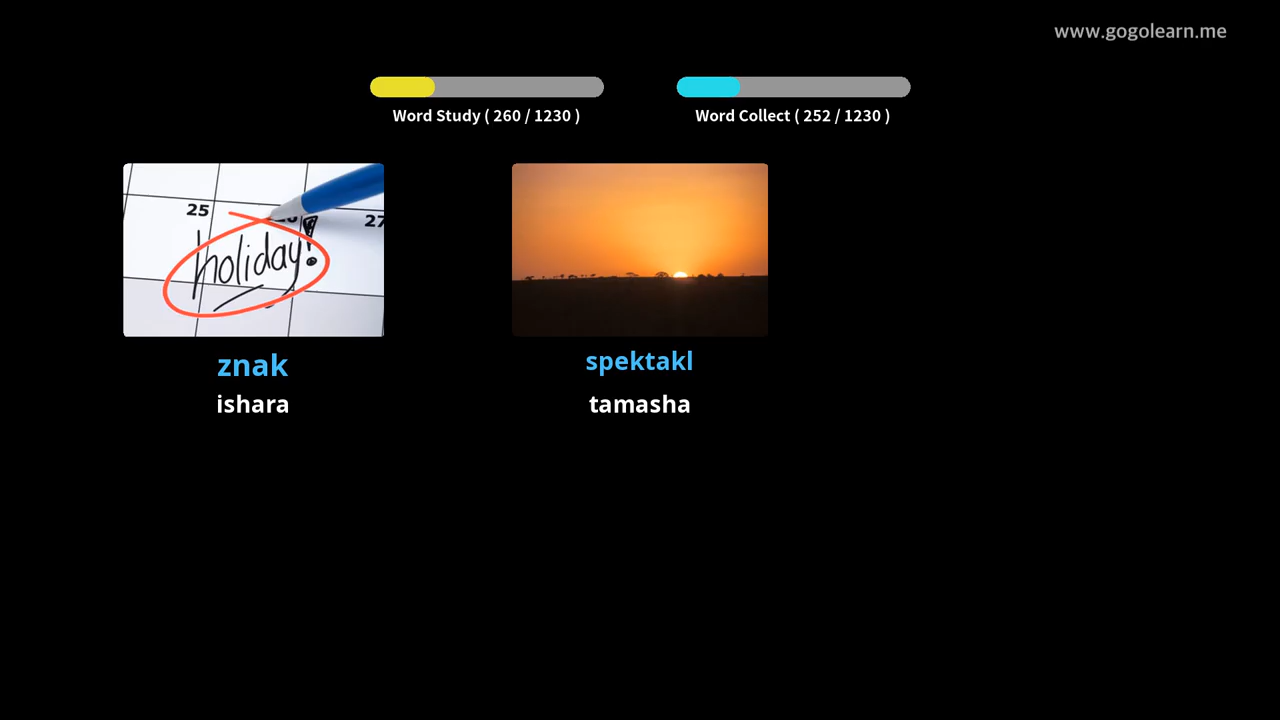 www.gogolearn.me
Word Study ( 260 / 1230 )
Word Collect ( 252 / 1230 )
25
27
holiday!
znak
ishara
spektakl
tamasha